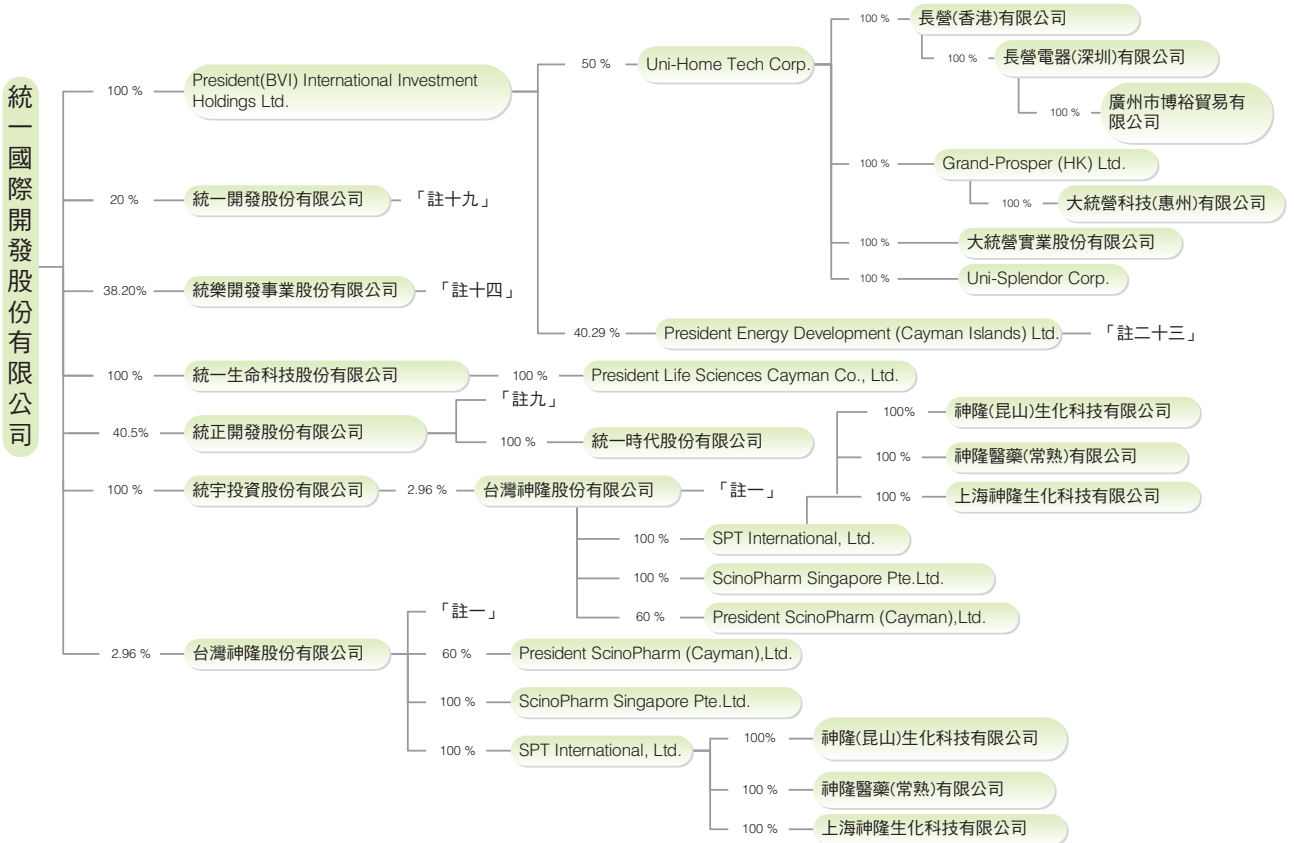 統一國際開發股份有限公司
100 %
President(BVI) International Investment
Holdings Ltd.
50 %
Uni-Home Tech Corp.
100 %
長營(香港)有限公司
100 %
長營電器(深圳)有限公司
100 %
廣州市博裕貿易有
限公司
100 %
Grand-Prosper (HK) Ltd.
100 %
大統營科技(惠州)有限公司
100 %
大統營實業股份有限公司
100 %
Uni-Splendor Corp.
40.29 %
President Energy Development (Cayman Islands) Ltd.
「註二十三」
20 %
統一開發股份有限公司
「註十九」
38.20%
統樂開發事業股份有限公司
「註十四」
100 %
統一生命科技股份有限公司
100 %
President Life Sciences Cayman Co., Ltd.
40.5%
統正開發股份有限公司
「註九」
100 %
統一時代股份有限公司
100 %
統宇投資股份有限公司
2.96 %
台灣神隆股份有限公司
「註一」
100 %
SPT International, Ltd.
100%
神隆(昆山)生化科技有限公司
100 %
神隆醫藥(常熟)有限公司
100 %
上海神隆生化科技有限公司
100 %
ScinoPharm Singapore Pte.Ltd.
60 %
President ScinoPharm (Cayman),Ltd.
2.96 %
台灣神隆股份有限公司
「註一」
60 %
President ScinoPharm (Cayman),Ltd.
100 %
ScinoPharm Singapore Pte.Ltd.
100 %
SPT International, Ltd.
100%
神隆(昆山)生化科技有限公司
100 %
神隆醫藥(常熟)有限公司
100 %
上海神隆生化科技有限公司